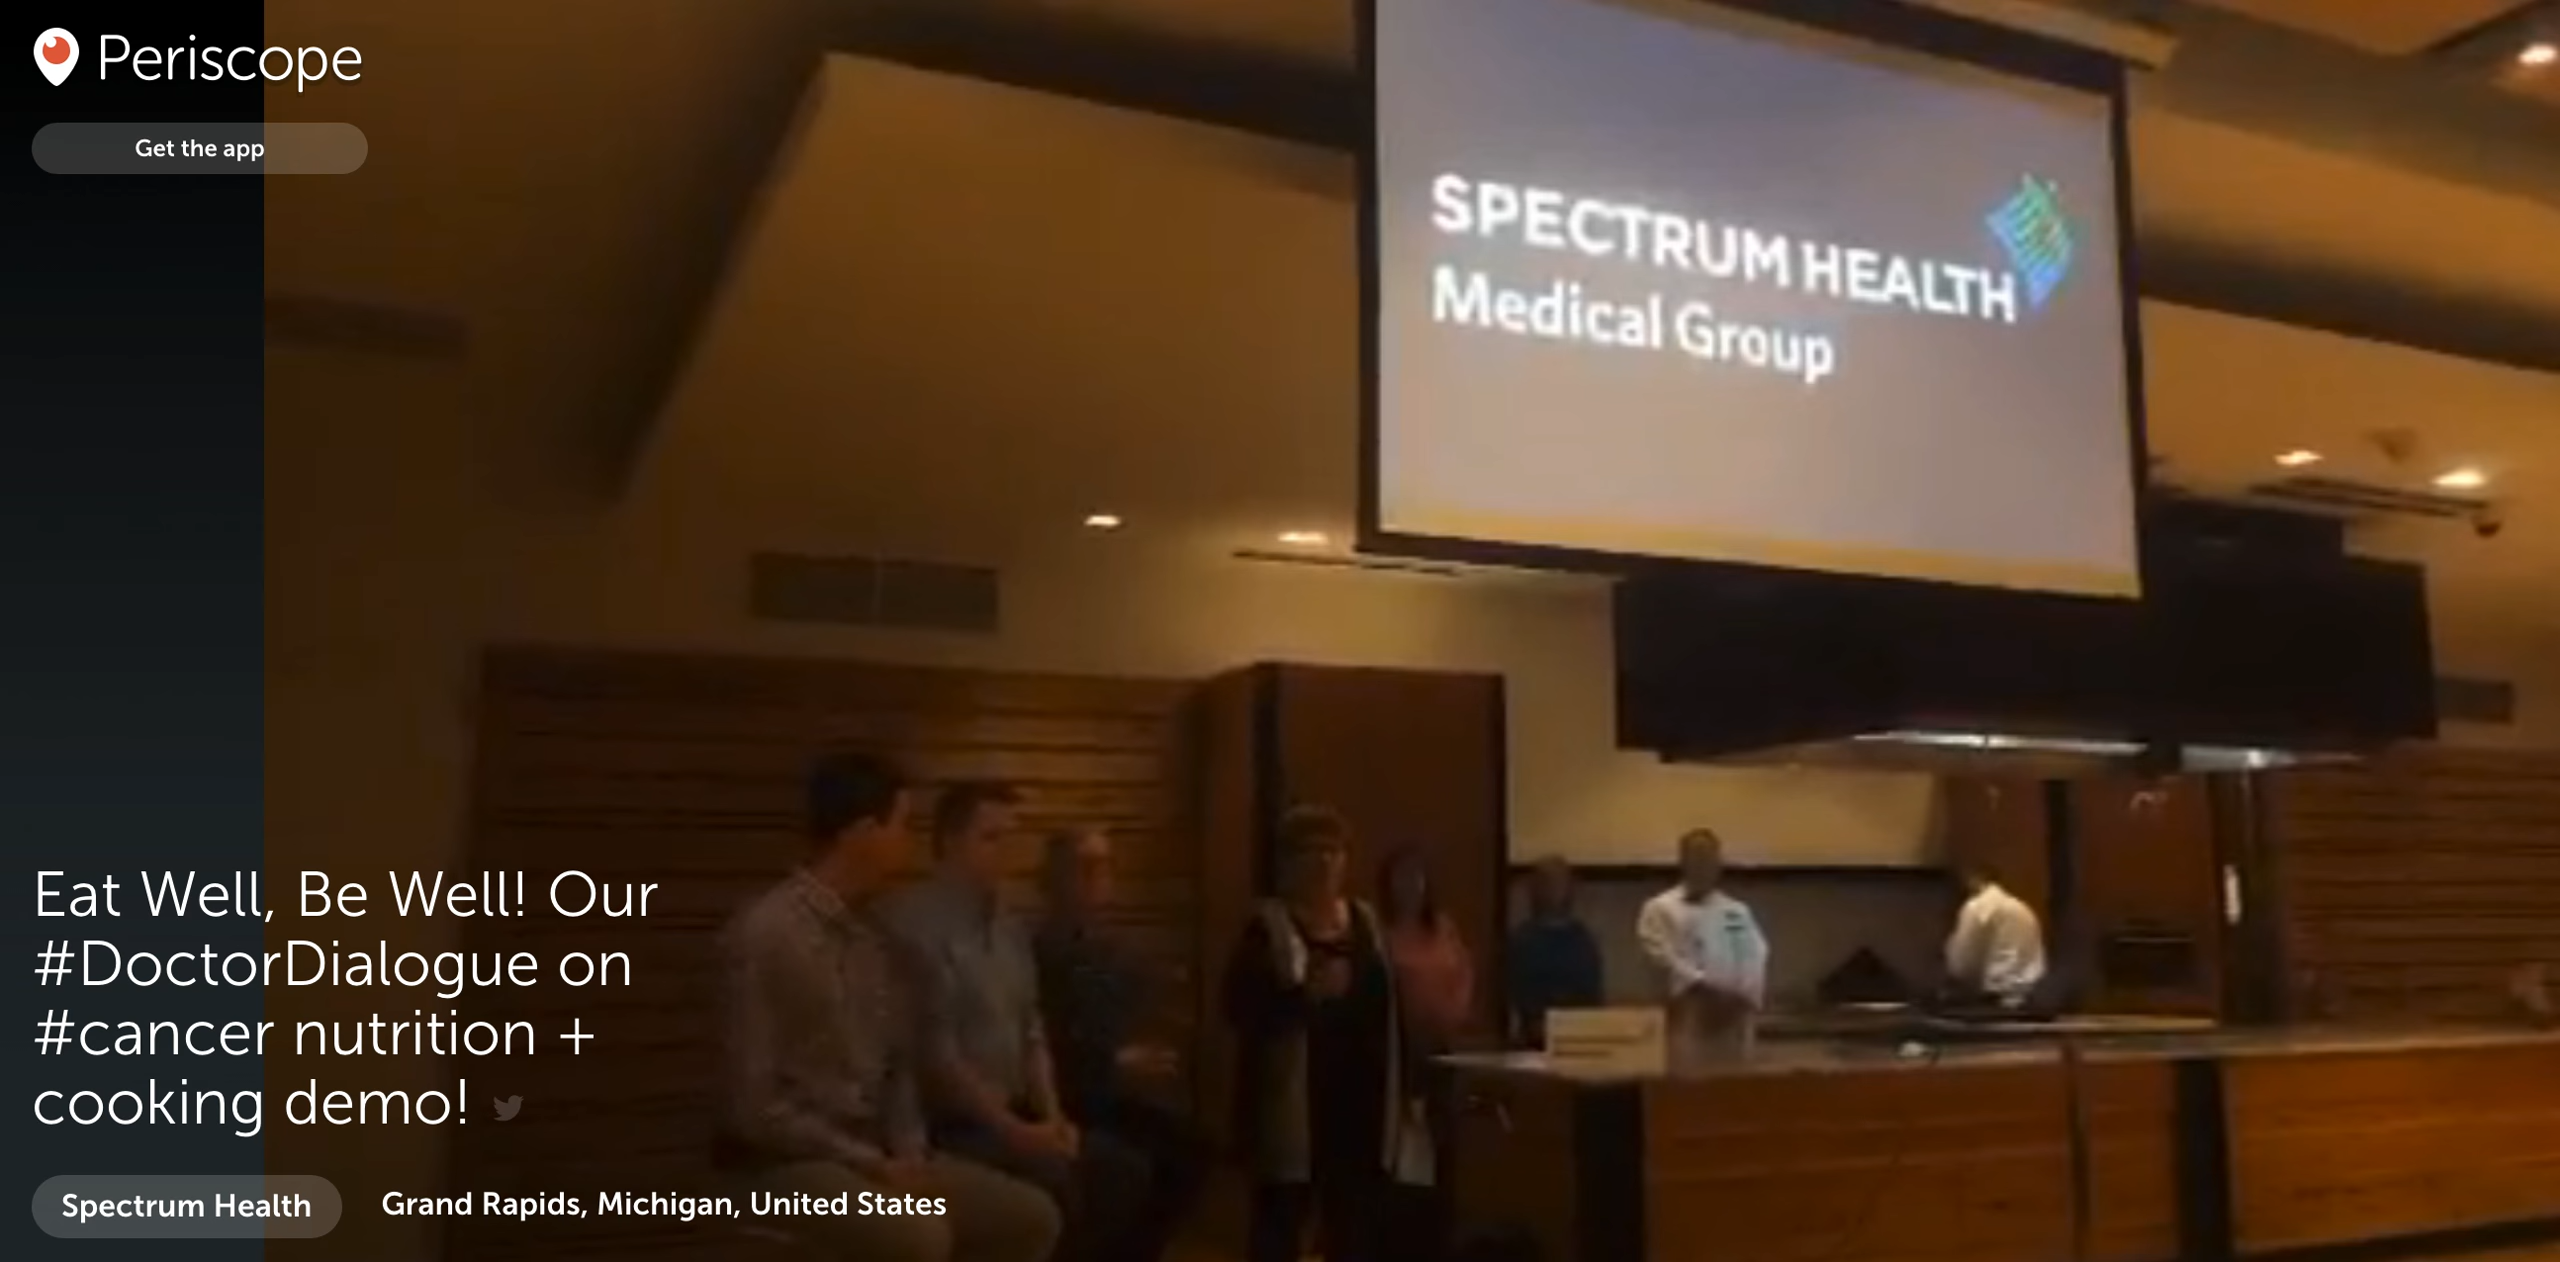 Periscope
Get the app
SPECTRUM HEALTH
Medical Group
Eat Well, Be Well! Our
#DoctorDialogue on
#cancer nutrition +
cooking demo!
Spectrum Health
Grand Rapids, Michigan, United States